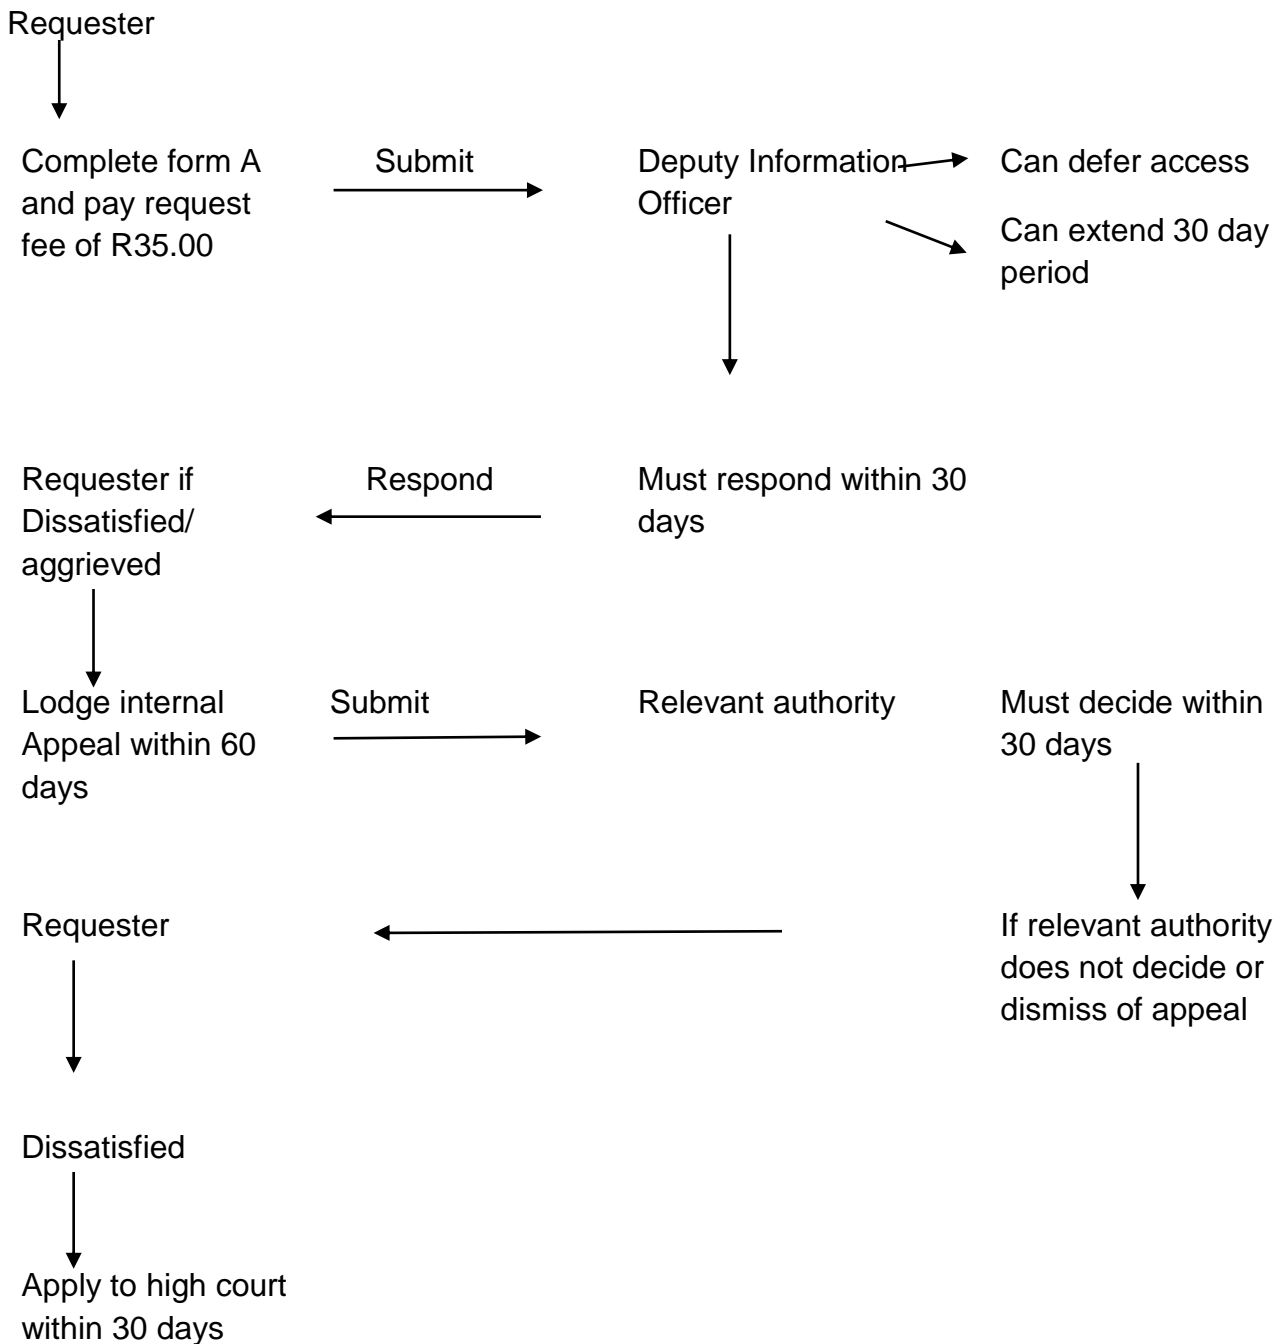 Requester
Complete form A
and pay request
fee of R35.00
Submit
Deputy Information
Officer
Can defer access
Can extend 30 day
period
Requester if
Dissatisfied/
aggrieved
Respond
Must respond within 30
days
Lodge internal
Appeal within 60
days
Submit
Relevant authority
Must decide within
30 days
Requester
If relevant authority
does not decide or
dismiss of appeal
Dissatisfied
Apply to high court
within 30 days